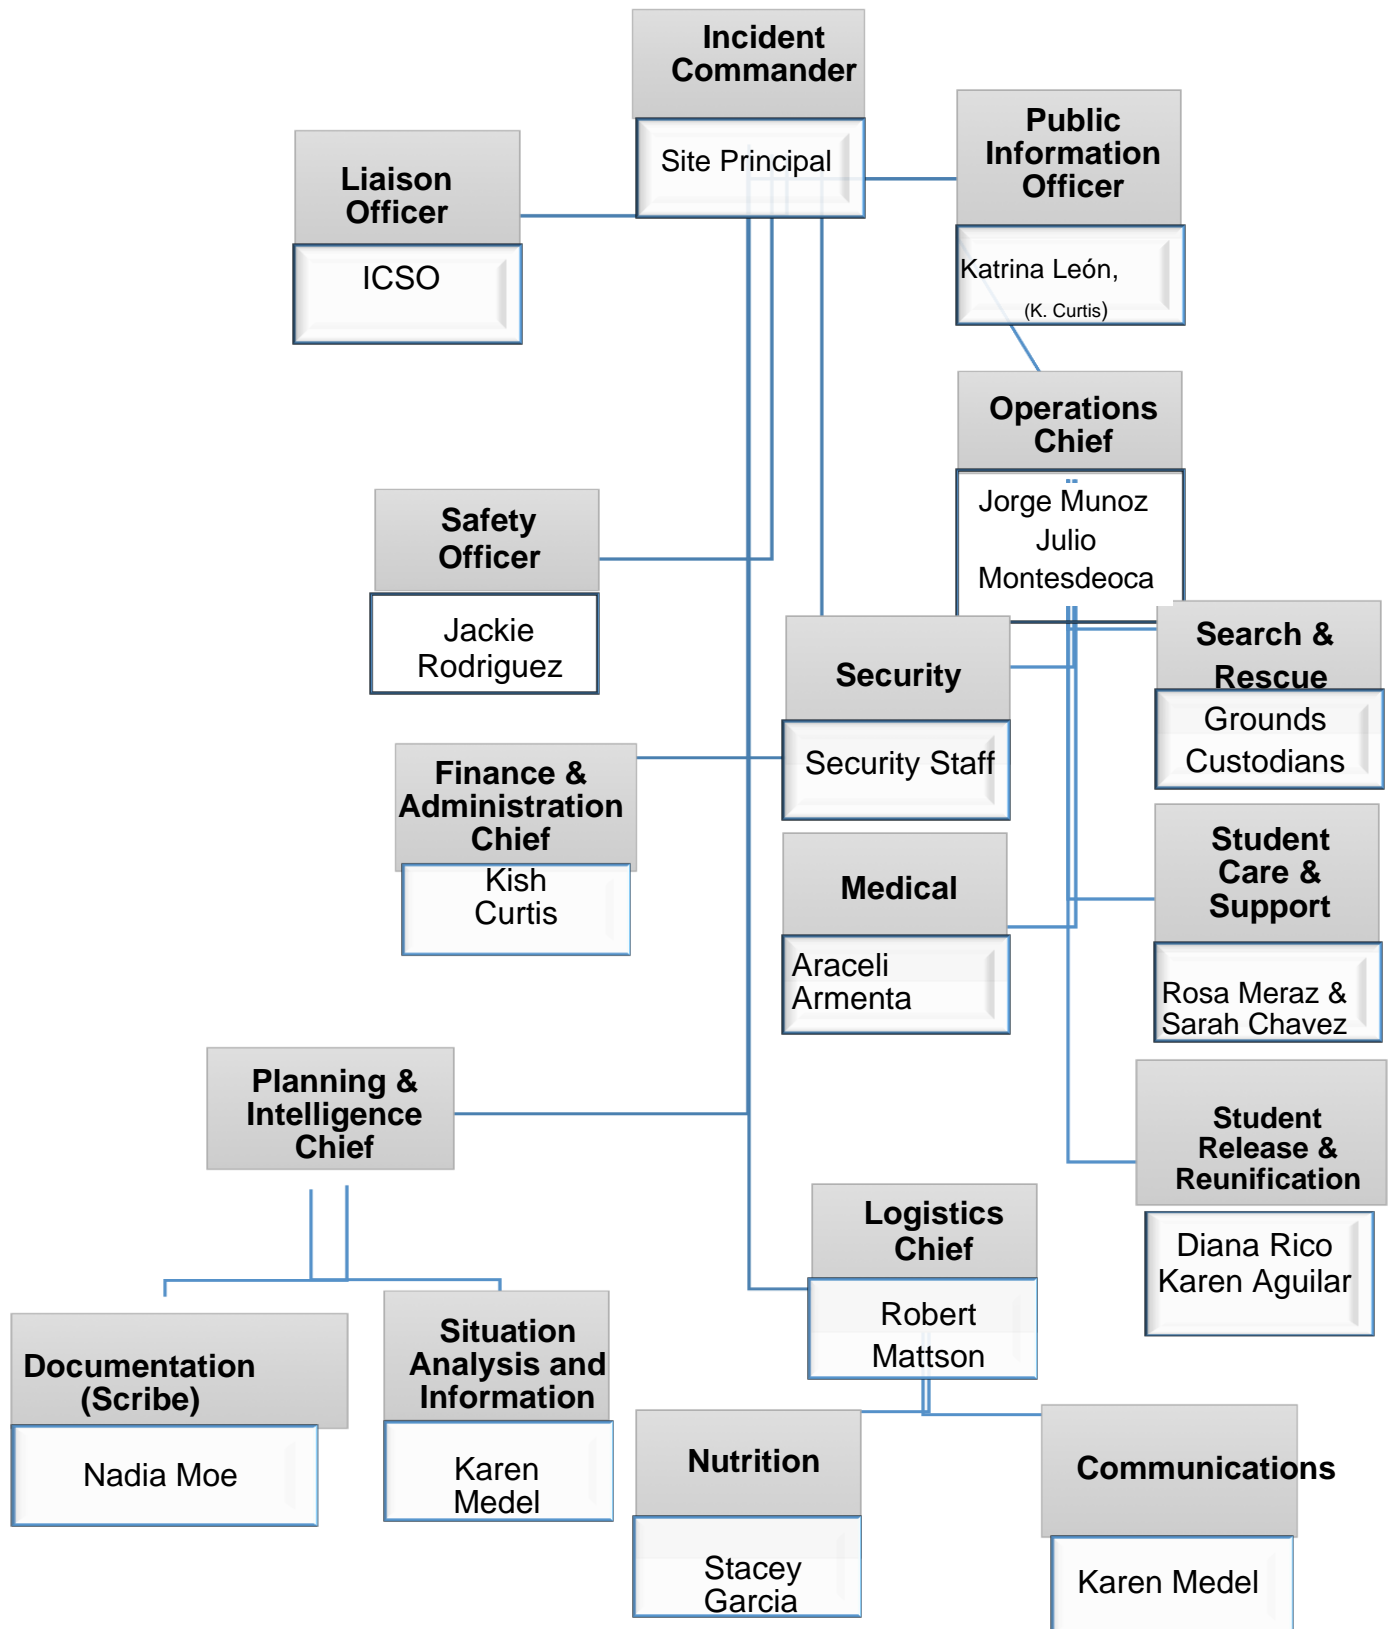 Incident
Commander
Site Principal
Public
Information
Officer
Katrina León,
(K. Curtis)
Liaison
Officer
ICSO
Operations
Chief
Jorge Munoz
Julio
Montesdeoca
Safety
Officer
Jackie
Rodriguez
Security
Security Staff
Search &
Rescue
Grounds
Custodians
Finance &
Administration
Chief
Kish
Curtis
Medical
Araceli
Armenta
Student
Care &
Support
Rosa Meraz &
Sarah Chavez
Planning &
Intelligence
Chief
Student
Release &
Reunification
Diana Rico
Karen Aguilar
Logistics
Chief
Robert
Mattson
Documentation
(Scribe)
Nadia Moe
Situation
Analysis and
Information
Karen
Medel
Nutrition
Stacey
Garcia
Communications
Karen Medel